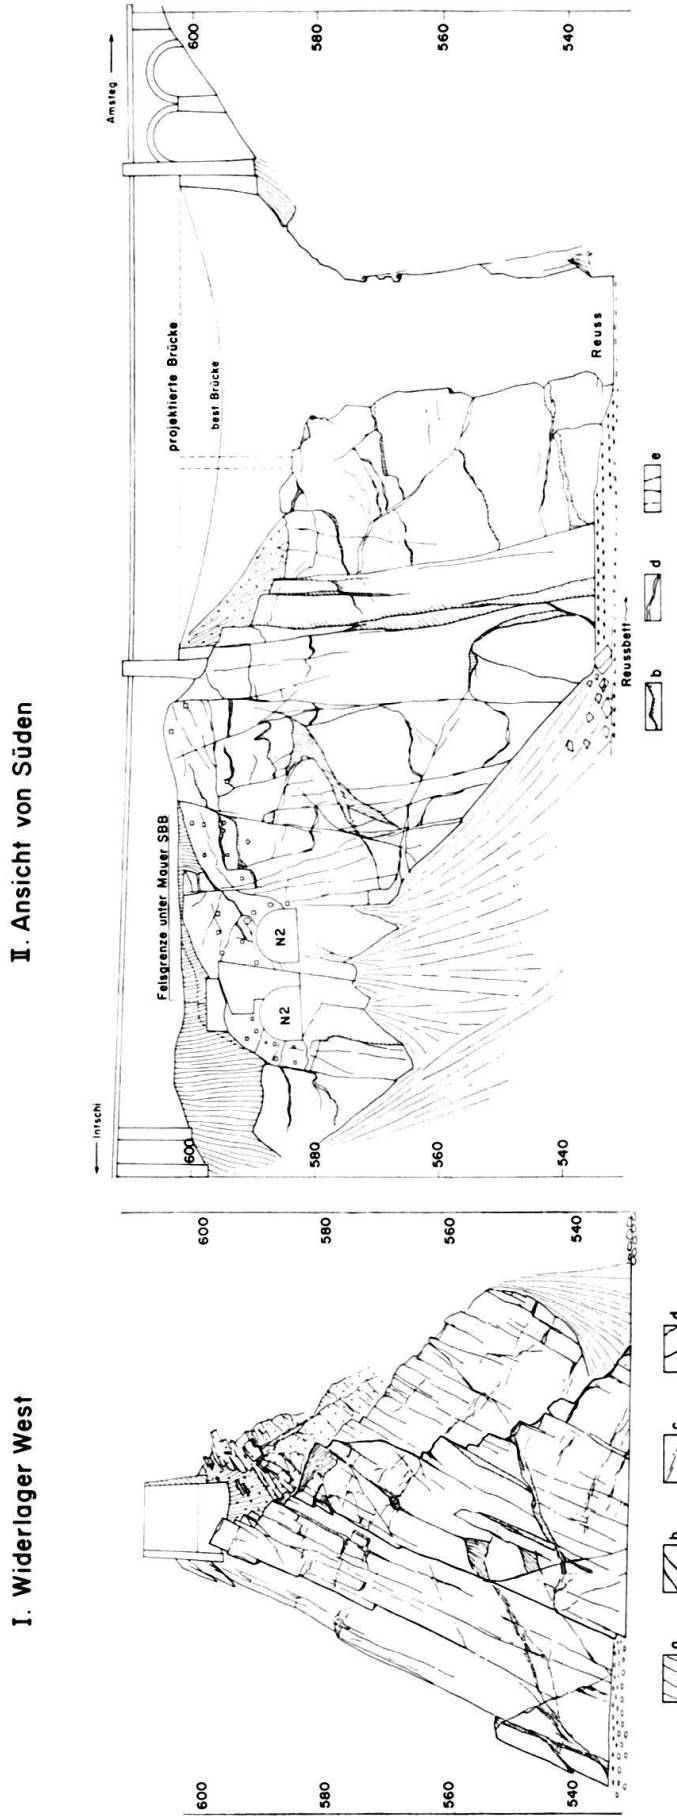 I. Widerlager West
600
580
560
540
600
580
560
540
a
b
c
d
II. Ansicht von Süden
← Intschi
Amsteg →
Felsgrenze unter Mauer SBB
projektierte Brücke
best. Brücke
N2
N2
600
580
560
540
600
580
560
540
Reuss
Reussbett →
b
d
e